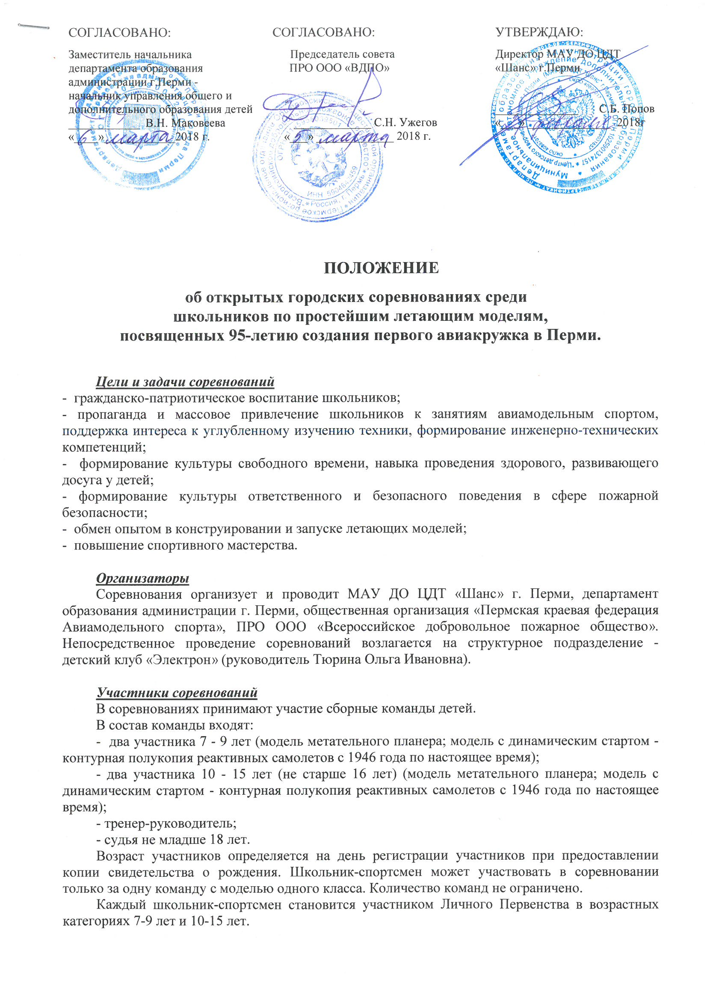 СОГЛАСОВАНО:
Заместитель начальника
департамента образования
администрации г.Перми -
начальник управления общего и
дополнительного образования детей
____________ В.Н. Маковеева
«6» марта 2018 г.
СОГЛАСОВАНО:
Председатель совета
ПРО ООО «ВДПО»
____________ С.Н. Ужегов
«5» марта 2018 г.
УТВЕРЖДАЮ:
Директор МАУ ДО ЦДТ
«Шанс» г.Перми
____________ С.Б. Попов
февраля 2018г
ПОЛОЖЕНИЕ
об открытых городских соревнованиях среди
школьников по простейшим летающим моделям,
посвященных 95-летию создания первого авиакружка в Перми.
Цели и задачи соревнований
- гражданско-патриотическое воспитание школьников;
- пропаганда и массовое привлечение школьников к занятиям авиамодельным спортом,
поддержка интереса к углубленному изучению техники, формирование инженерно-технических
компетенций;
- формирование культуры свободного времени, навыка проведения здорового, развивающего
досуга у детей;
- формирование культуры ответственного и безопасного поведения в сфере пожарной
безопасности;
- обмен опытом в конструировании и запуске летающих моделей;
- повышение спортивного мастерства.
Организаторы
Соревнования организует и проводит МАУ ДО ЦДТ «Шанс» г. Перми, департамент
образования администрации г. Перми, общественная организация «Пермская краевая федерация
Авиамодельного спорта», ПРО ООО «Всероссийское добровольное пожарное общество».
Непосредственное проведение соревнований возлагается на структурное подразделение -
детский клуб «Электрон» (руководитель Тюрина Ольга Ивановна).
Участники соревнований
В соревнованиях принимают участие сборные команды детей.
В состав команды входят:
- два участника 7 - 9 лет (модель метательного планера; модель с динамическим стартом -
контурная полукопия реактивных самолетов с 1946 года по настоящее время);
- два участника 10 - 15 лет (не старше 16 лет) (модель метательного планера; модель с
динамическим стартом - контурная полукопия реактивных самолетов с 1946 года по настоящее
время);
- тренер-руководитель;
- судья не младше 18 лет.
Возраст участников определяется на день регистрации участников при предоставлении
копии свидетельства о рождения. Школьник-спортсмен может участвовать в соревновании
только за одну команду с моделью одного класса. Количество команд не ограничено.
Каждый школьник-спортсмен становится участником Личного Первенства в возрастных
категориях 7-9 лет и 10-15 лет.